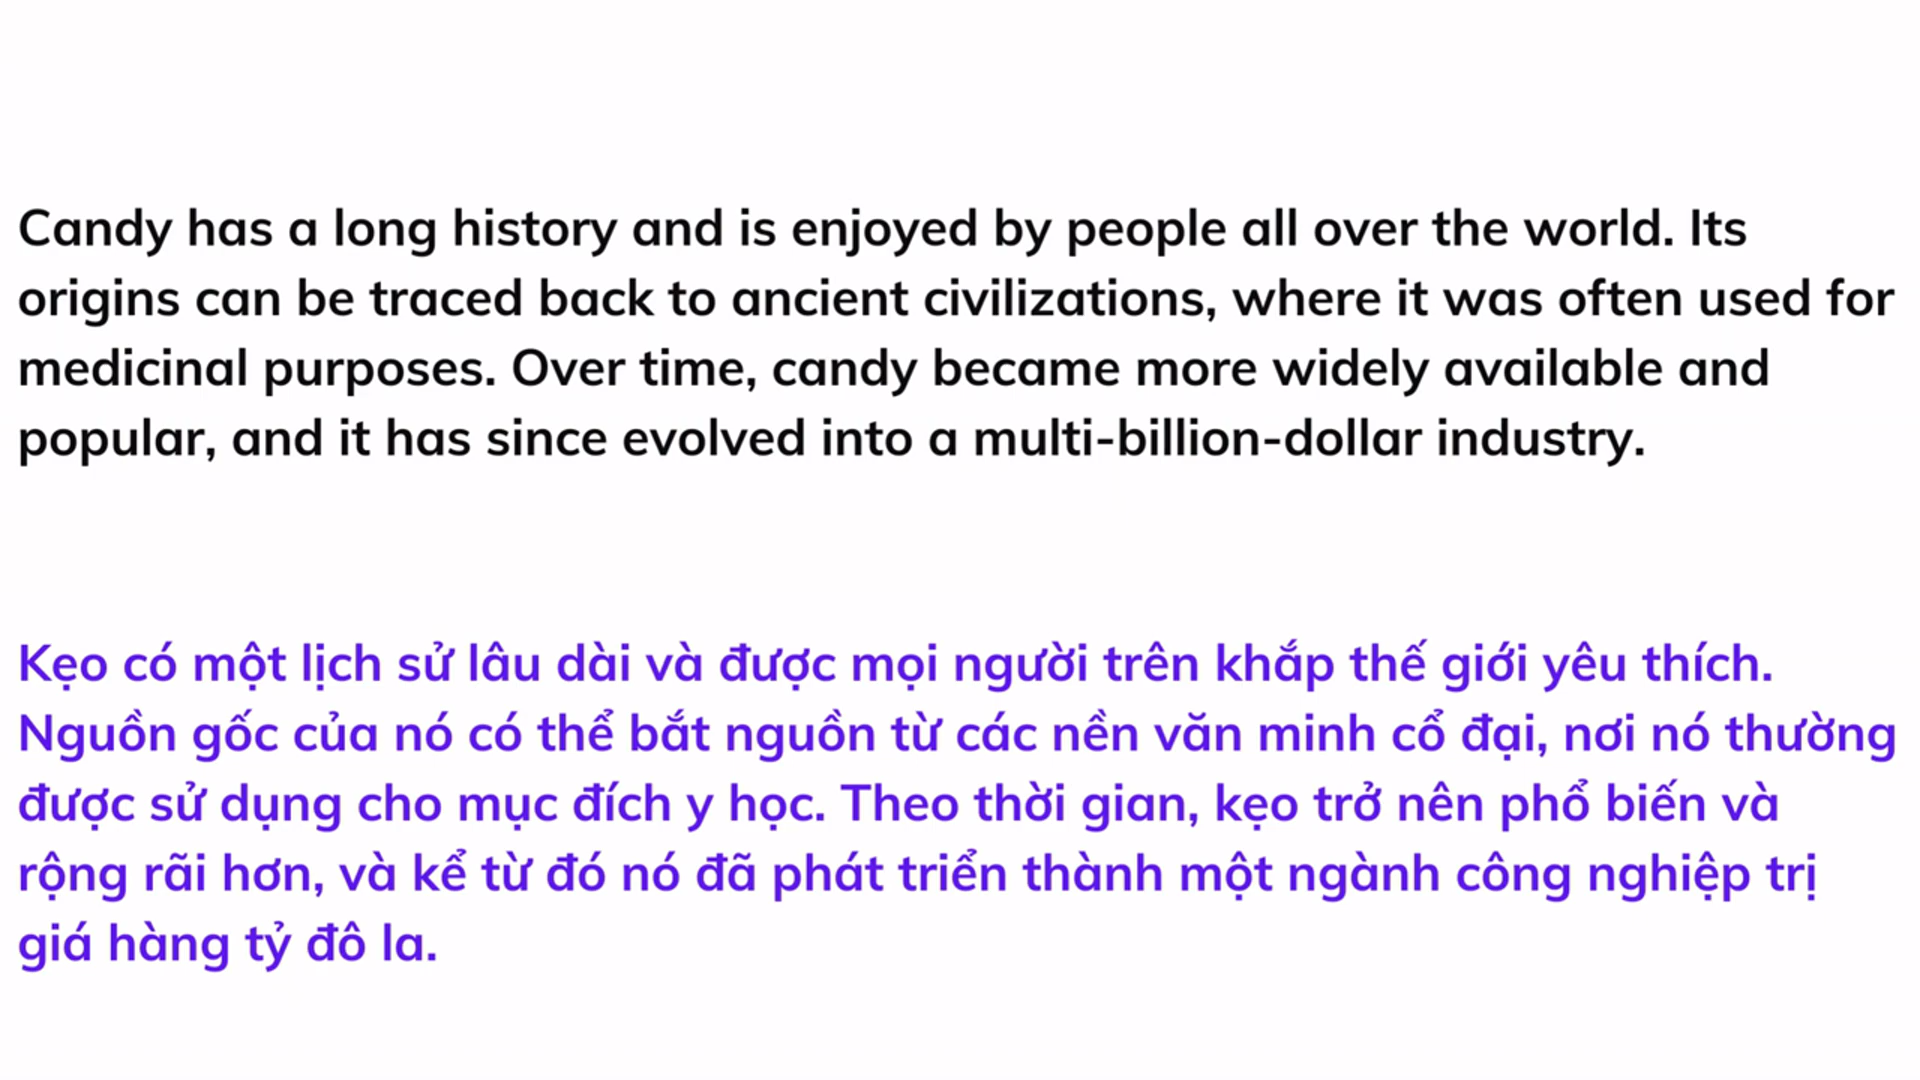 Candy has a long history and is enjoyed by people all over the world. Its
origins can be traced back to ancient civilizations, where it was often used for
medicinal purposes. Over time, candy became more widely available and
popular, and it has since evolved into a multi-billion-dollar industry.
Kẹo có một lịch sử lâu dài và được mọi người trên khắp thế giới yêu thích.
Nguồn gốc của nó có thể bắt nguồn từ các nền văn minh cổ đại, nơi nó thường
được sử dụng cho mục đích y học. Theo thời gian, kẹo trở nên phổ biến và
rộng rãi hơn, và kể từ đó nó đã phát triển thành một ngành công nghiệp trị
giá hàng tỷ đô la.